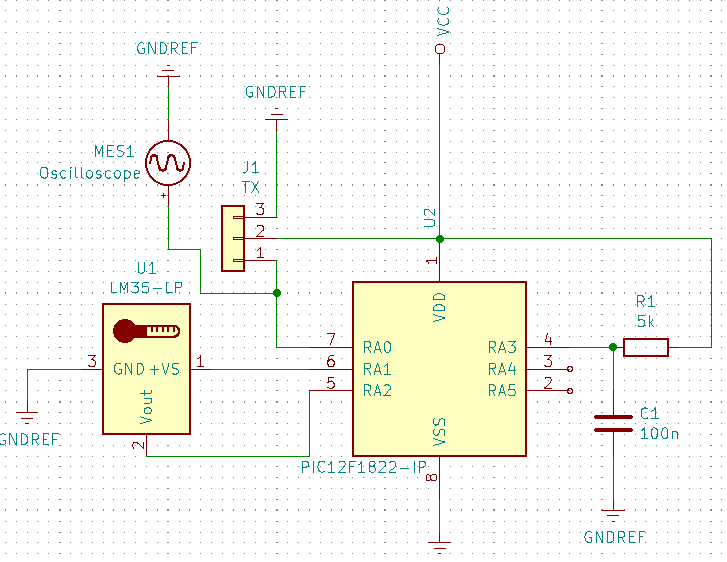 VCC
GNDREF
GNDREF
MES1
Oscilloscope
+
J1
TX
3
2
1
U2
1
U1
LM35-LP
R1
5k
VDD
7
RA0
RA3
4
3
GND
+VS
1
6
RA1
RA4
3
5
RA2
RA5
2
Vout
2
VSS
C1
100n
GNDREF
PIC12F1822-IP
8
GNDREF